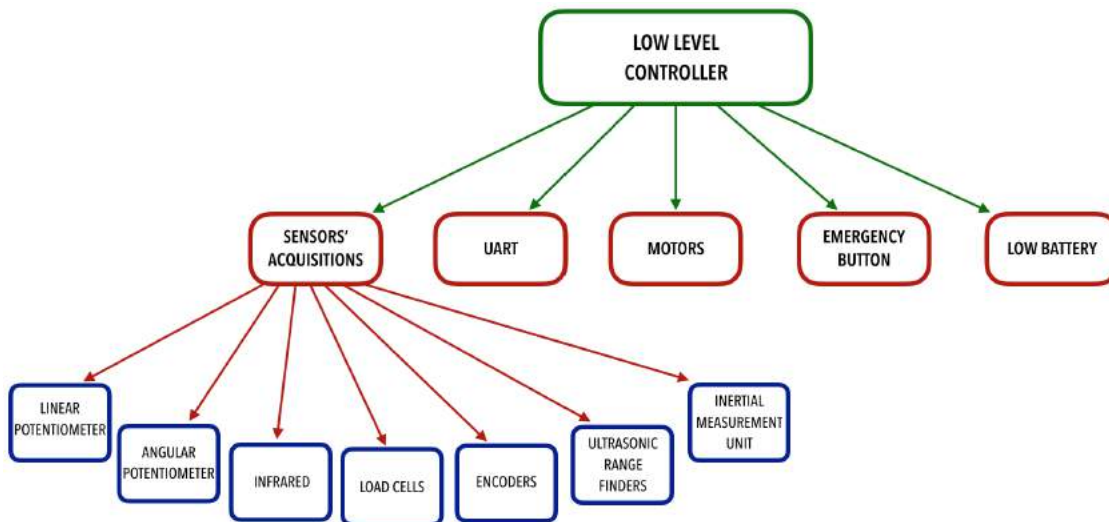 LOW LEVEL
CONTROLLER
SENSORS'
ACQUISITIONS
UART
MOTORS
EMERGENCY
BUTTON
LOW BATTERY
LINEAR
POTENTIOMETER
ANGULAR
POTENTIOMETER
INFRARED
LOAD CELLS
ENCODERS
ULTRASONIC
RANGE
FINDERS
INERTIAL
MEASUREMENT
UNIT